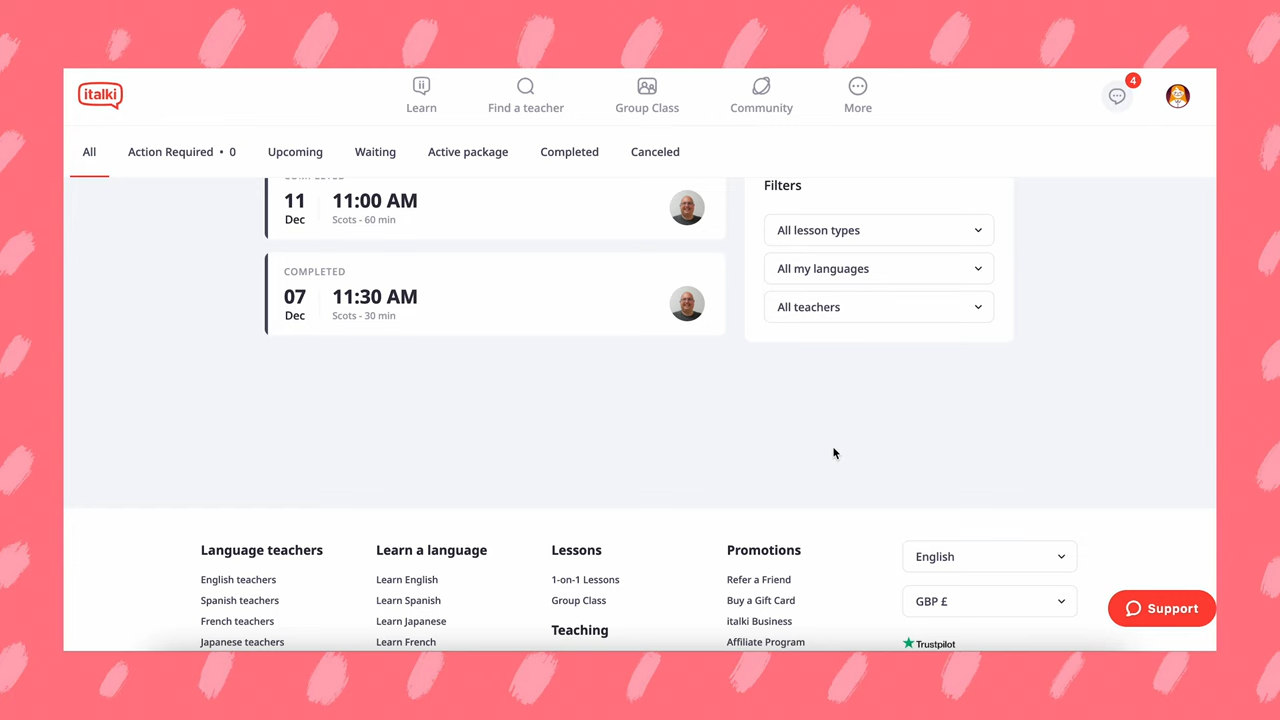 italki
Learn
Find a teacher
Group Class
Community
More
4
All
Action Required • 0
Upcoming
Waiting
Active package
Completed
Canceled
COMPLETED
11 11:00 AM
Dec Scots - 60 min
COMPLETED
07 11:30 AM
Dec Scots - 30 min
Filters
All lesson types
All my languages
All teachers
Language teachers
English teachers
Spanish teachers
French teachers
Japanese teachers
Learn a language
Learn English
Learn Spanish
Learn Japanese
Learn French
Lessons
1-on-1 Lessons
Group Class
Teaching
Promotions
Refer a Friend
Buy a Gift Card
italki Business
Affiliate Program
English
GBP £
Trustpilot
Support